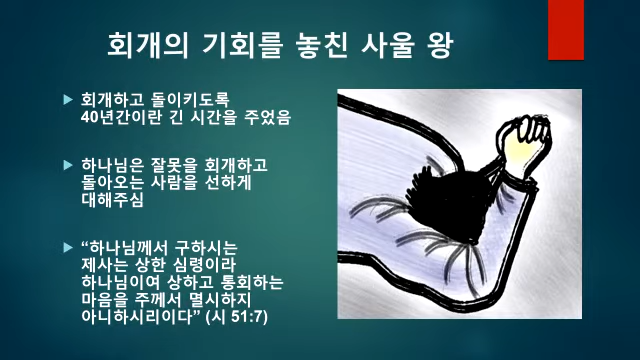 회개의 기회를 놓친 사울 왕
회개하고 돌이키도록
40년간이란 긴 시간을 주었음
하나님은 잘못을 회개하고
돌아오는 사람을 선하게
대해주심
“하나님께서 구하시는
제사는 상한 심령이라
하나님이여 상하고 통회하는
마음을 주께서 멸시하지
아니하시리이다” (시 51:7)